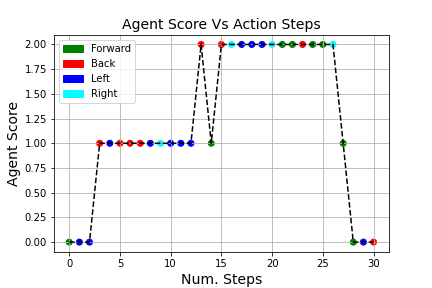 Agent Score Vs Action Steps
Forward
Back
Left
Right
Agent Score
2.00
1.75
1.50
1.25
1.00
0.75
0.50
0.25
0.00
0 5 10 15 20 25 30
Num. Steps